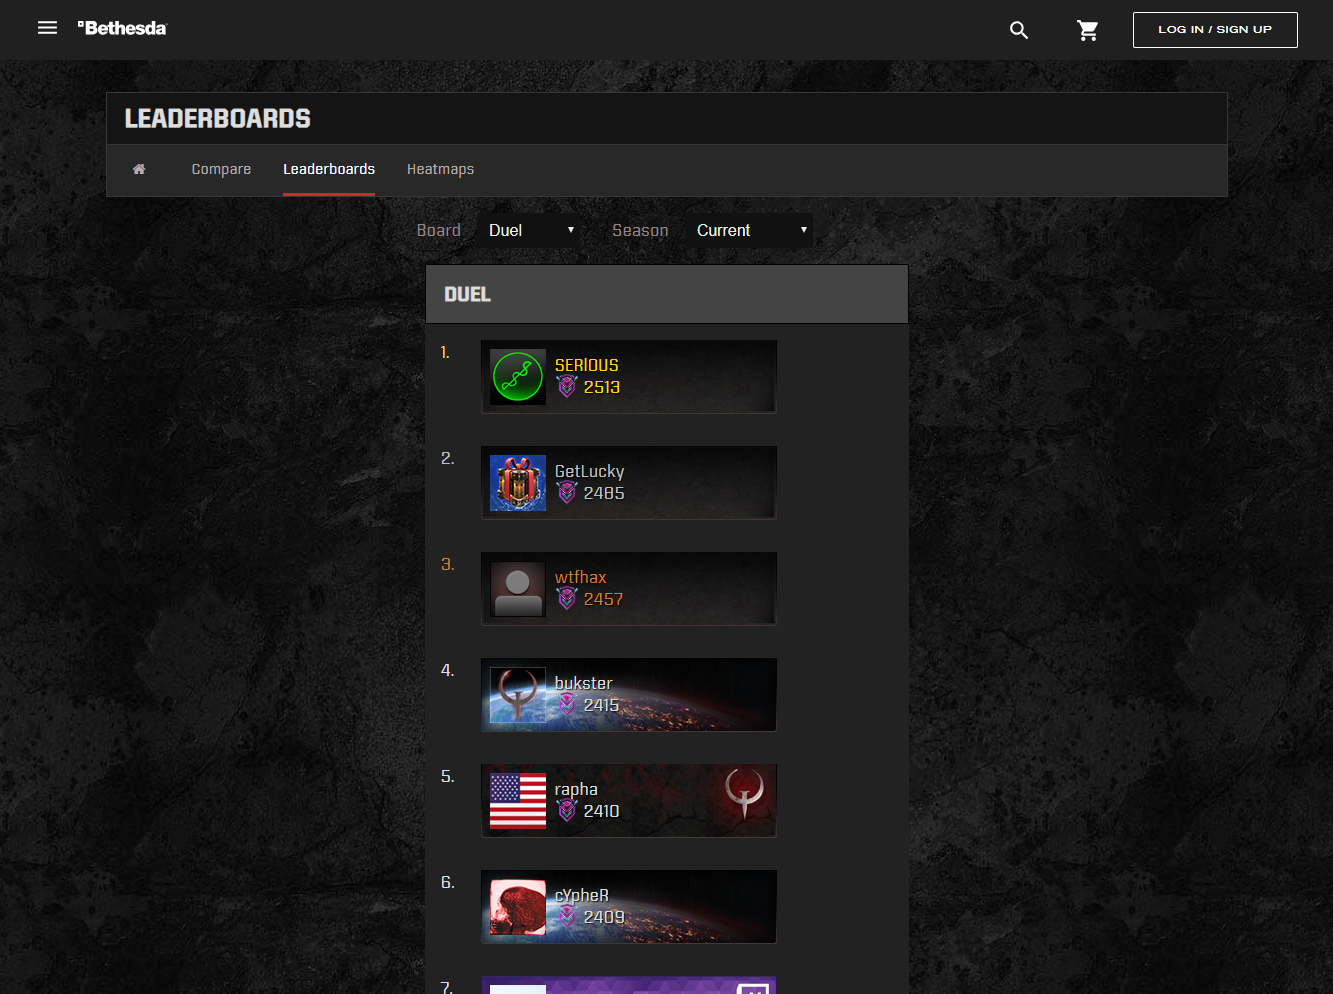 Bethesda
LOG IN / SIGN UP
LEADERBOARDS
Compare
Leaderboards
Heatmaps
Board
Duel
Season
Current
DUEL
1.
SERIOUS
2513
2.
GetLucky
2485
3.
wtfhax
2457
4.
bukster
2415
5.
rapha
2410
6.
cYpheR
2409
7.